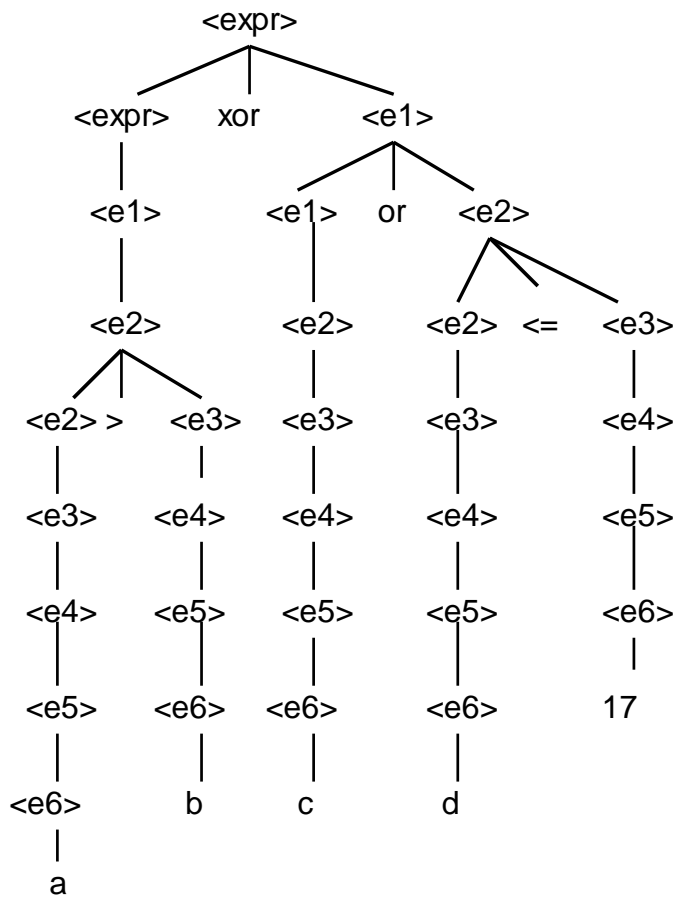 <expr>
<expr> xor <e1>
<e1> <e1> or <e2>
<e2> <e2> <e2> <= <e3>
<e2> > <e3> <e3> <e3> <e4>
<e3> <e4> <e4> <e4> <e5>
<e4> <e5> <e5> <e5> <e6>
<e5> <e6> <e6> <e6> 17
<e6> b c d
a